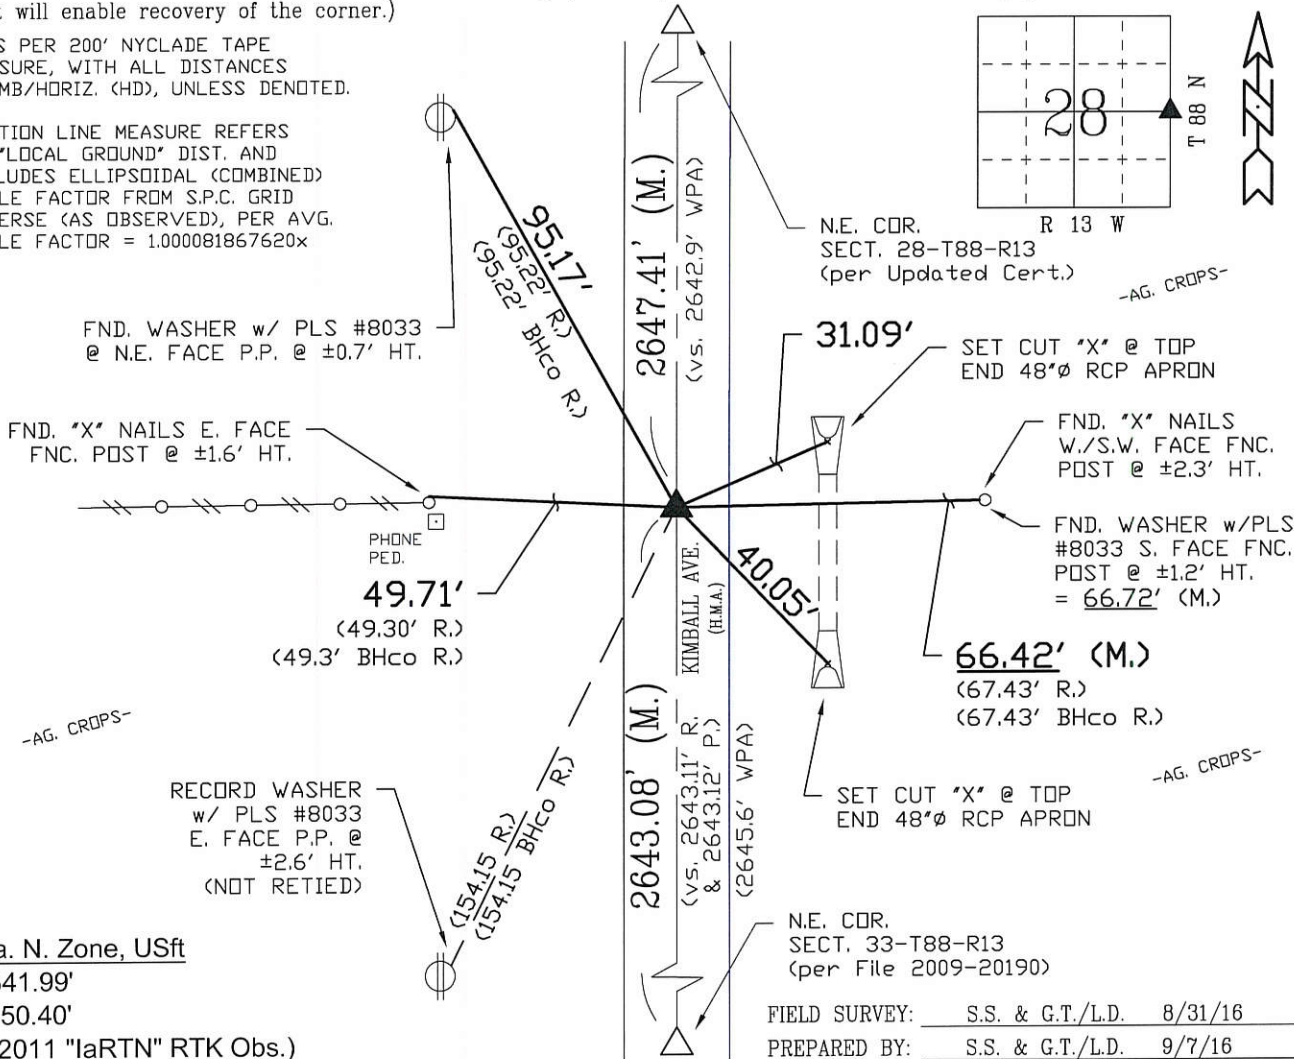 will enable recovery of the corner.)
PER 200' NYCLADE TAPE
SURE, WITH ALL DISTANCES
MB/HORIZ. (HD), UNLESS DENOTED.
TION LINE MEASURE REFERS
"LOCAL GROUND" DIST. AND
LUDES ELLIPSOIDAL (COMBINED)
LE FACTOR FROM S.P.C. GRID
ERSE (AS OBSERVED), PER AVG.
LE FACTOR = 1.000081867620x
28
T 88 N
R 13 W
N
N.E. COR.
SECT. 28-T88-R13
(per Updated Cert.)
-AG. CROPS-
95.17'
(95.22' R.)
(95.22' BHco R.)
2647.41' (M.)
(vs. 2642.9' WPA)
FND. WASHER w/ PLS #8033
@ N.E. FACE P.P. @ ±0.7' HT.
31.09'
SET CUT "X" @ TOP
END 48"Ø RCP APRON
FND. "X" NAILS E. FACE
FNC. POST @ ±1.6' HT.
FND. "X" NAILS
W./S.W. FACE FNC.
POST @ ±2.3' HT.
PHONE
PED.
FND. WASHER w/PLS
#8033 S. FACE FNC.
POST @ ±1.2' HT.
= 66.72' (M.)
49.71'
(49.30' R.)
(49.3' BHco R.)
KIMBALL AVE.
(H.M.A.)
40.05'
66.42' (M.)
(67.43' R.)
(67.43' BHco R.)
-AG. CROPS-
-AG. CROPS-
RECORD WASHER
w/ PLS #8033
E. FACE P.P. @
±2.6' HT.
(NOT RETIED)
(154.15 R.)
(154.15 BHco R.)
2643.08' (M.)
(vs. 2643.11' R.
& 2643.12' P.)
(2645.6' WPA)
SET CUT "X" @ TOP
END 48"Ø RCP APRON
N.E. COR.
SECT. 33-T88-R13
(per File 2009-20190)
a. N. Zone, USft
41.99'
50.40'
2011 "IaRTN" RTK Obs.)
FIELD SURVEY: S.S. & G.T./L.D. 8/31/16
PREPARED BY: S.S. & G.T./L.D. 9/7/16